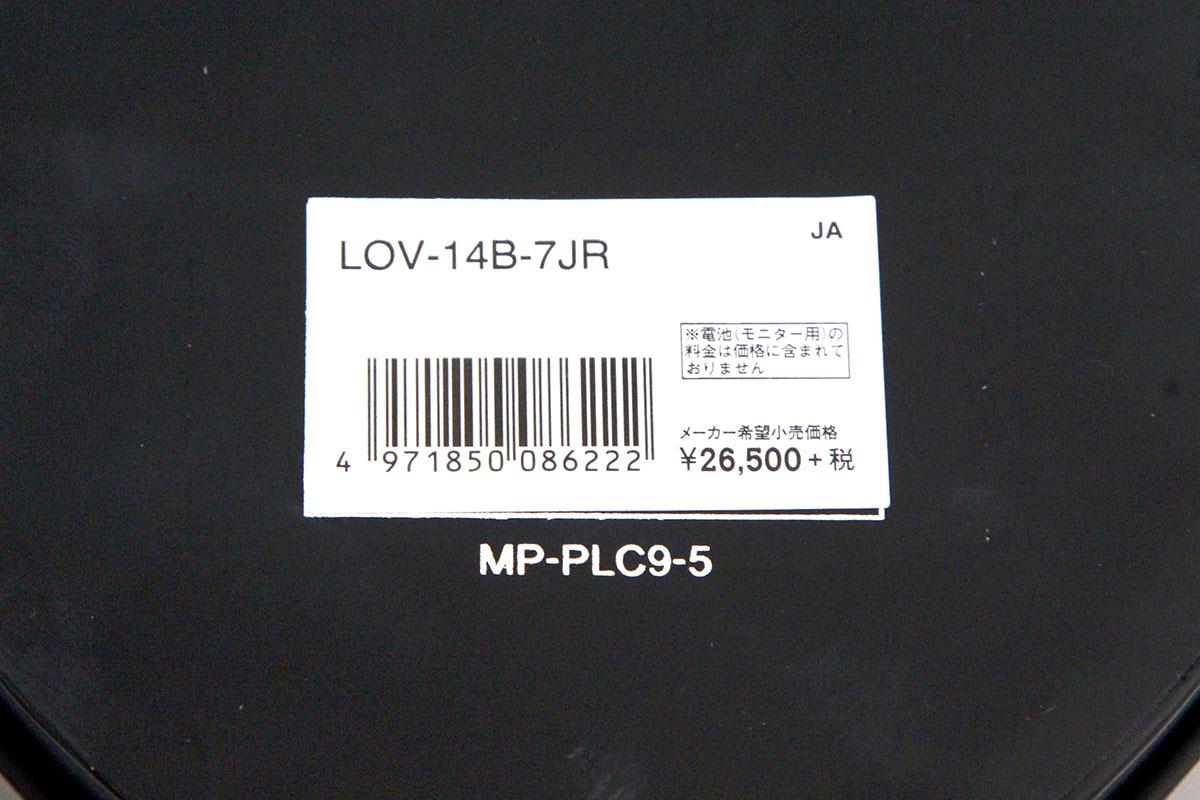 JA
LOV-14B-7JR
※電池(モニター用)の
料金は価格に含まれて
おりません
メーカー希望小売価格
¥26,500+税
4 971850 086222
MP-PLC9-5